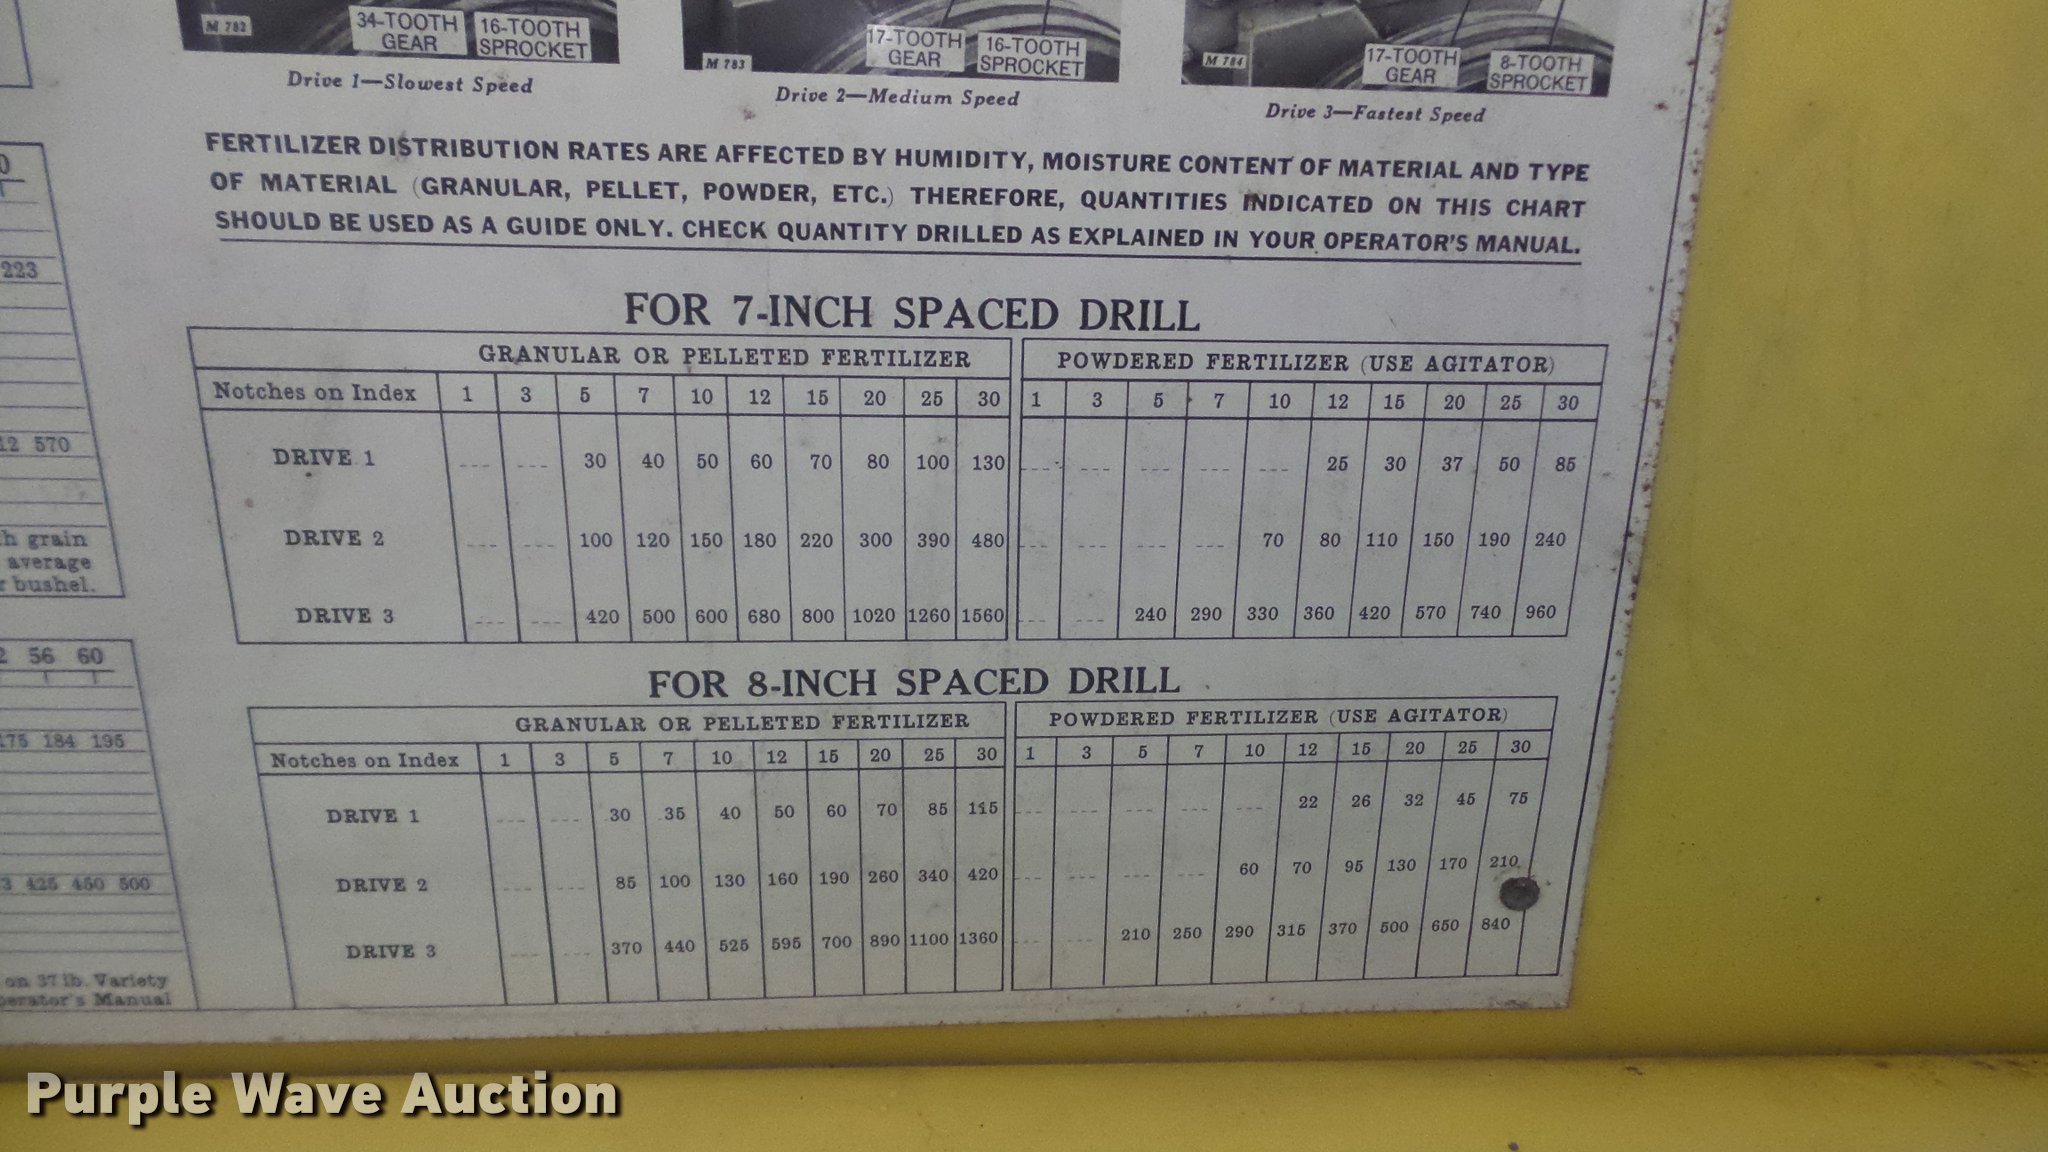 M 782
34-TOOTH GEAR
16-TOOTH SPROCKET
Drive 1—Slowest Speed
M 783
17-TOOTH GEAR
16-TOOTH SPROCKET
Drive 2—Medium Speed
M 784
17-TOOTH GEAR
8-TOOTH SPROCKET
Drive 3—Fastest Speed
FERTILIZER DISTRIBUTION RATES ARE AFFECTED BY HUMIDITY, MOISTURE CONTENT OF MATERIAL AND TYPE
OF MATERIAL (GRANULAR, PELLET, POWDER, ETC.) THEREFORE, QUANTITIES INDICATED ON THIS CHART
SHOULD BE USED AS A GUIDE ONLY. CHECK QUANTITY DRILLED AS EXPLAINED IN YOUR OPERATOR'S MANUAL.
FOR 7-INCH SPACED DRILL
GRANULAR OR PELLETED FERTILIZER POWDERED FERTILIZER (USE AGITATOR)
Notches on Index 1 3 5 7 10 12 15 20 25 30 1 3 5 7 10 12 15 20 25 30
DRIVE 1 --- --- 30 40 50 60 70 80 100 130 --- --- --- --- --- 25 30 37 50 85
DRIVE 2 --- --- 100 120 150 180 220 300 390 480 --- --- --- --- 70 80 110 150 190 240
DRIVE 3 --- --- 420 500 600 680 800 1020 1260 1560 --- --- 240 290 330 360 420 570 740 960
FOR 8-INCH SPACED DRILL
GRANULAR OR PELLETED FERTILIZER POWDERED FERTILIZER (USE AGITATOR)
Notches on Index 1 3 5 7 10 12 15 20 25 30 1 3 5 7 10 12 15 20 25 30
DRIVE 1 --- --- 30 35 40 50 60 70 85 115 --- --- --- --- --- 22 26 32 45 75
DRIVE 2 --- --- 85 100 130 160 190 260 340 420 --- --- --- --- 60 70 95 130 170 210
DRIVE 3 --- --- 370 440 525 595 700 890 1100 1360 --- --- 210 250 290 315 370 500 650 840
223
12 570
h grain
average
r bushel.
2 56 60
175 184 195
3 425 450 500
on 37 lb. Variety
perator's Manual
Purple Wave Auction